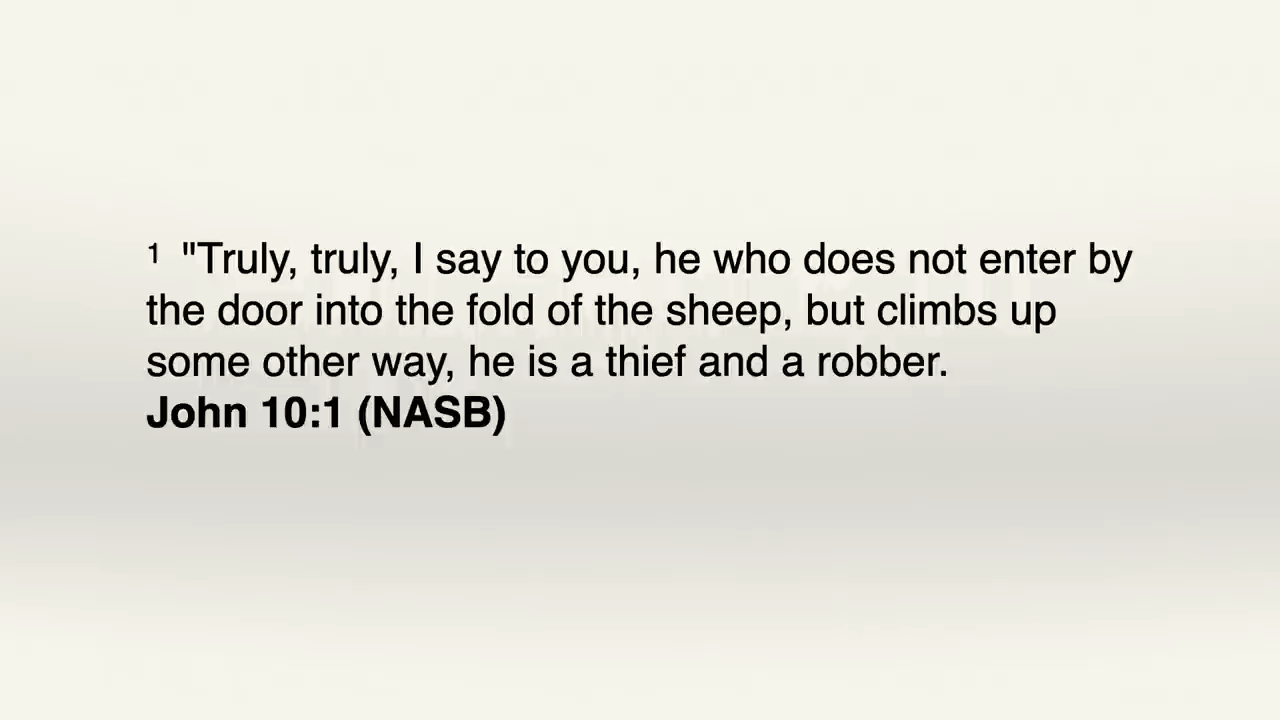 1 "Truly, truly, I say to you, he who does not enter by
the door into the fold of the sheep, but climbs up
some other way, he is a thief and a robber.
John 10:1 (NASB)